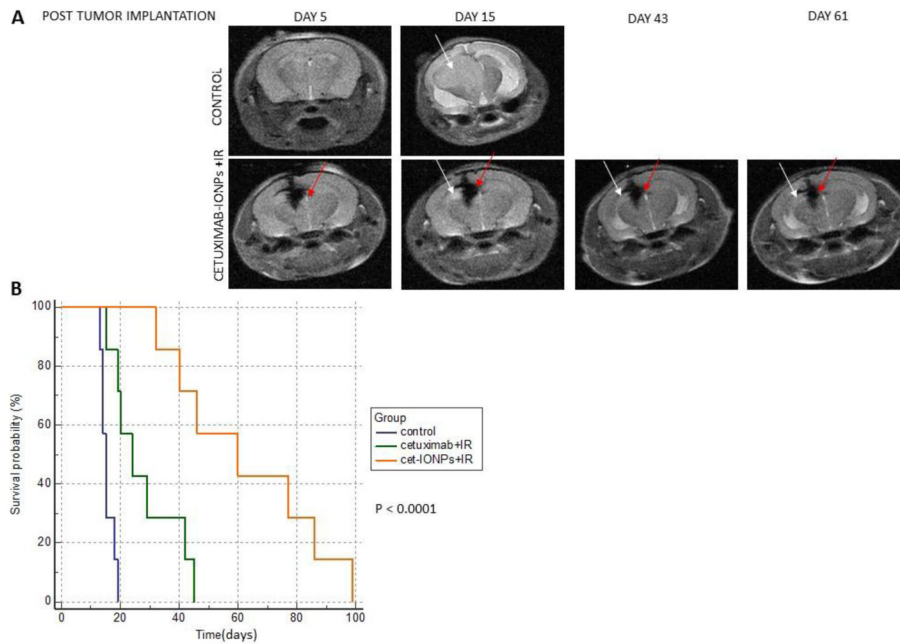 A POST TUMOR IMPLANTATION DAY 5 DAY 15 DAY 43 DAY 61
CONTROL
CETUXIMAB-IONPs +IR
B
Survival probability (%)
100
80
60
40
20
0
0 20 40 60 80 100
Time(days)
Group
control
cetuximab+IR
cet-IONPs+IR
P < 0.0001